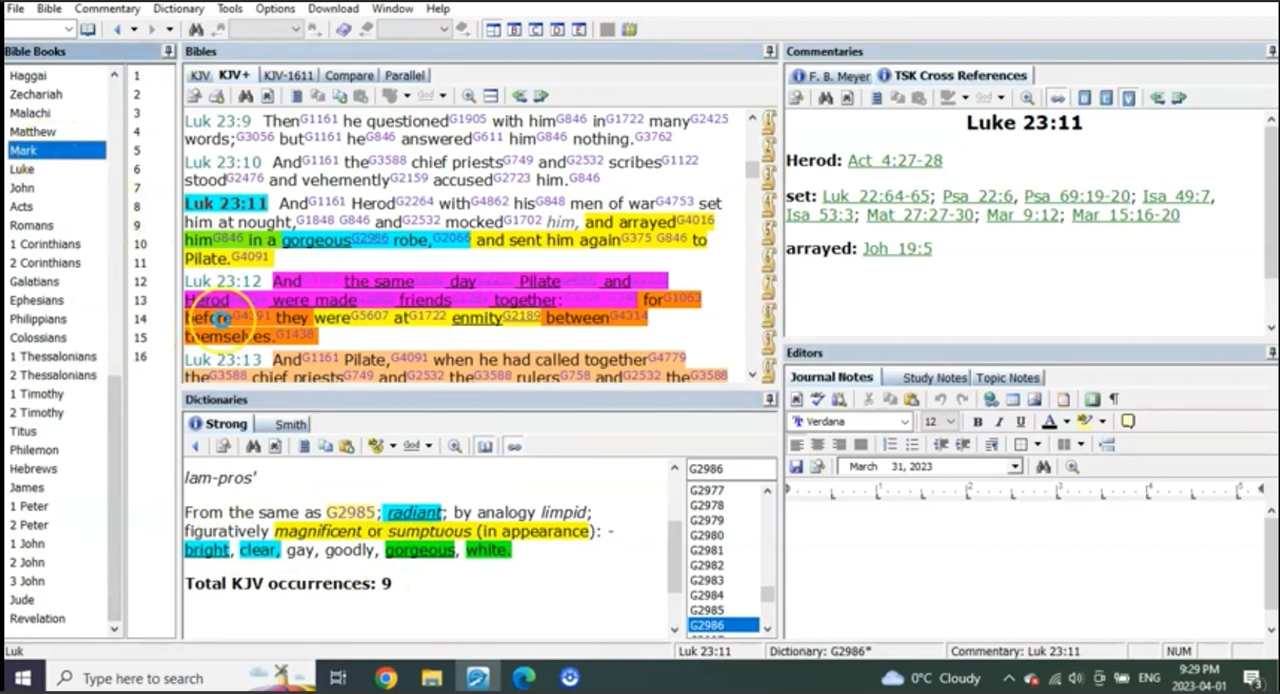 File Bible Commentary Dictionary Tools Options Download Window Help
Bible Books
Haggai
Zechariah
Malachi
Matthew
Mark
Luke
John
Acts
Romans
1 Corinthians
2 Corinthians
Galatians
Ephesians
Philippians
Colossians
1 Thessalonians
2 Thessalonians
1 Timothy
2 Timothy
Titus
Philemon
Hebrews
James
1 Peter
2 Peter
1 John
2 John
3 John
Jude
Revelation
1
2
3
4
5
6
7
8
9
10
11
12
13
14
15
16
Bibles
KJV KJV+ KJV-1611 Compare Parallel
Luk 23:9 ThenG1161 he questionedG1905 with himG846 inG1722 manyG2425
words;G3056 butG1161 heG846 answeredG611 himG846 nothing.G3762
Luk 23:10 AndG1161 theG3588 chief priestsG749 andG2532 scribesG1122
stoodG2476 and vehementlyG2159 accusedG2723 him.G846
Luk 23:11 AndG1161 HerodG2264 withG4862 hisG848 men of warG4753 set
him at nought,G1848 G846 andG2532 mockedG1702 him, and arrayedG4016
himG846 in a gorgeousG2986 robe,G2066 and sent him againG375 G846 to
Pilate.G4091
Luk 23:12 And the same day Pilate and
Herod were made friends together: forG1063
before they wereG5607 atG1722 enmityG2189 betweenG4314
themselves.G1438
Luk 23:13 AndG1161 Pilate,G4091 when he had called togetherG4779
theG3588 chief priestsG749 andG2532 theG3588 rulersG758 andG2532 theG3588
Dictionaries
Strong Smith
lam-pros'
From the same as G2985; radiant; by analogy limpid;
figuratively magnificent or sumptuous (in appearance): -
bright, clear, gay, goodly, gorgeous, white.
Total KJV occurrences: 9
G2986
G2977
G2978
G2979
G2980
G2981
G2982
G2983
G2984
G2985
G2986
Commentaries
F. B. Meyer TSK Cross References
Luke 23:11
Herod: Act 4:27-28
set: Luk 22:64-65; Psa 22:6, Psa 69:19-20; Isa 49:7,
Isa 53:3; Mat 27:27-30; Mar 9:12; Mar 15:16-20
arrayed: Joh 19:5
Editors
Journal Notes Study Notes Topic Notes
Verdana 12 B I U A
March 31, 2023
1 2 3 4 5
Luk Luk 23:11 Dictionary: G2986* Commentary: Luk 23:11 NUM
Type here to search 0°C Cloudy ENG 9:29 PM
2023-04-01 3